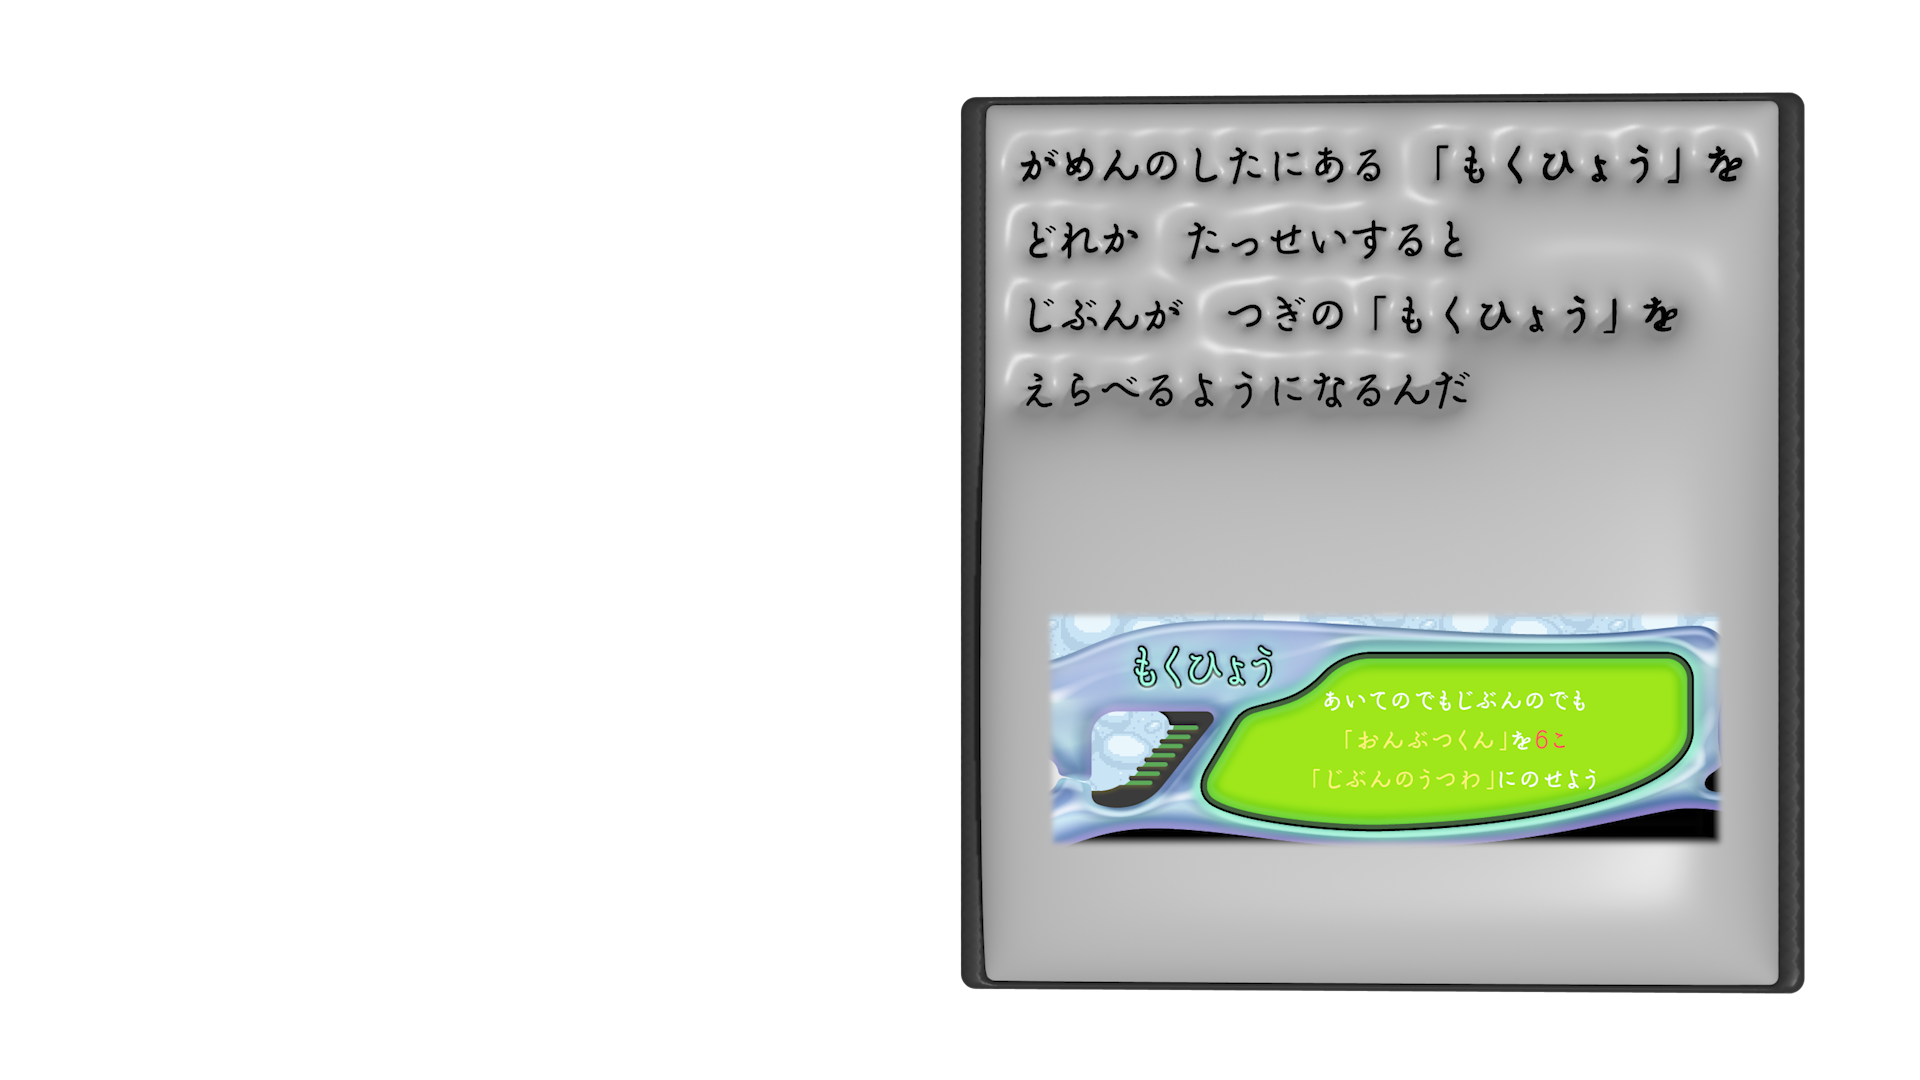 がめんのしたにある 「もくひょう」を
どれか たっせいすると
じぶんが つぎの「もくひょう」を
えらべるようになるんだ
もくひょう
あいてのでもじぶんのでも
「おんぶつくん」を6こ
「じぶんのうつわ」にのせよう